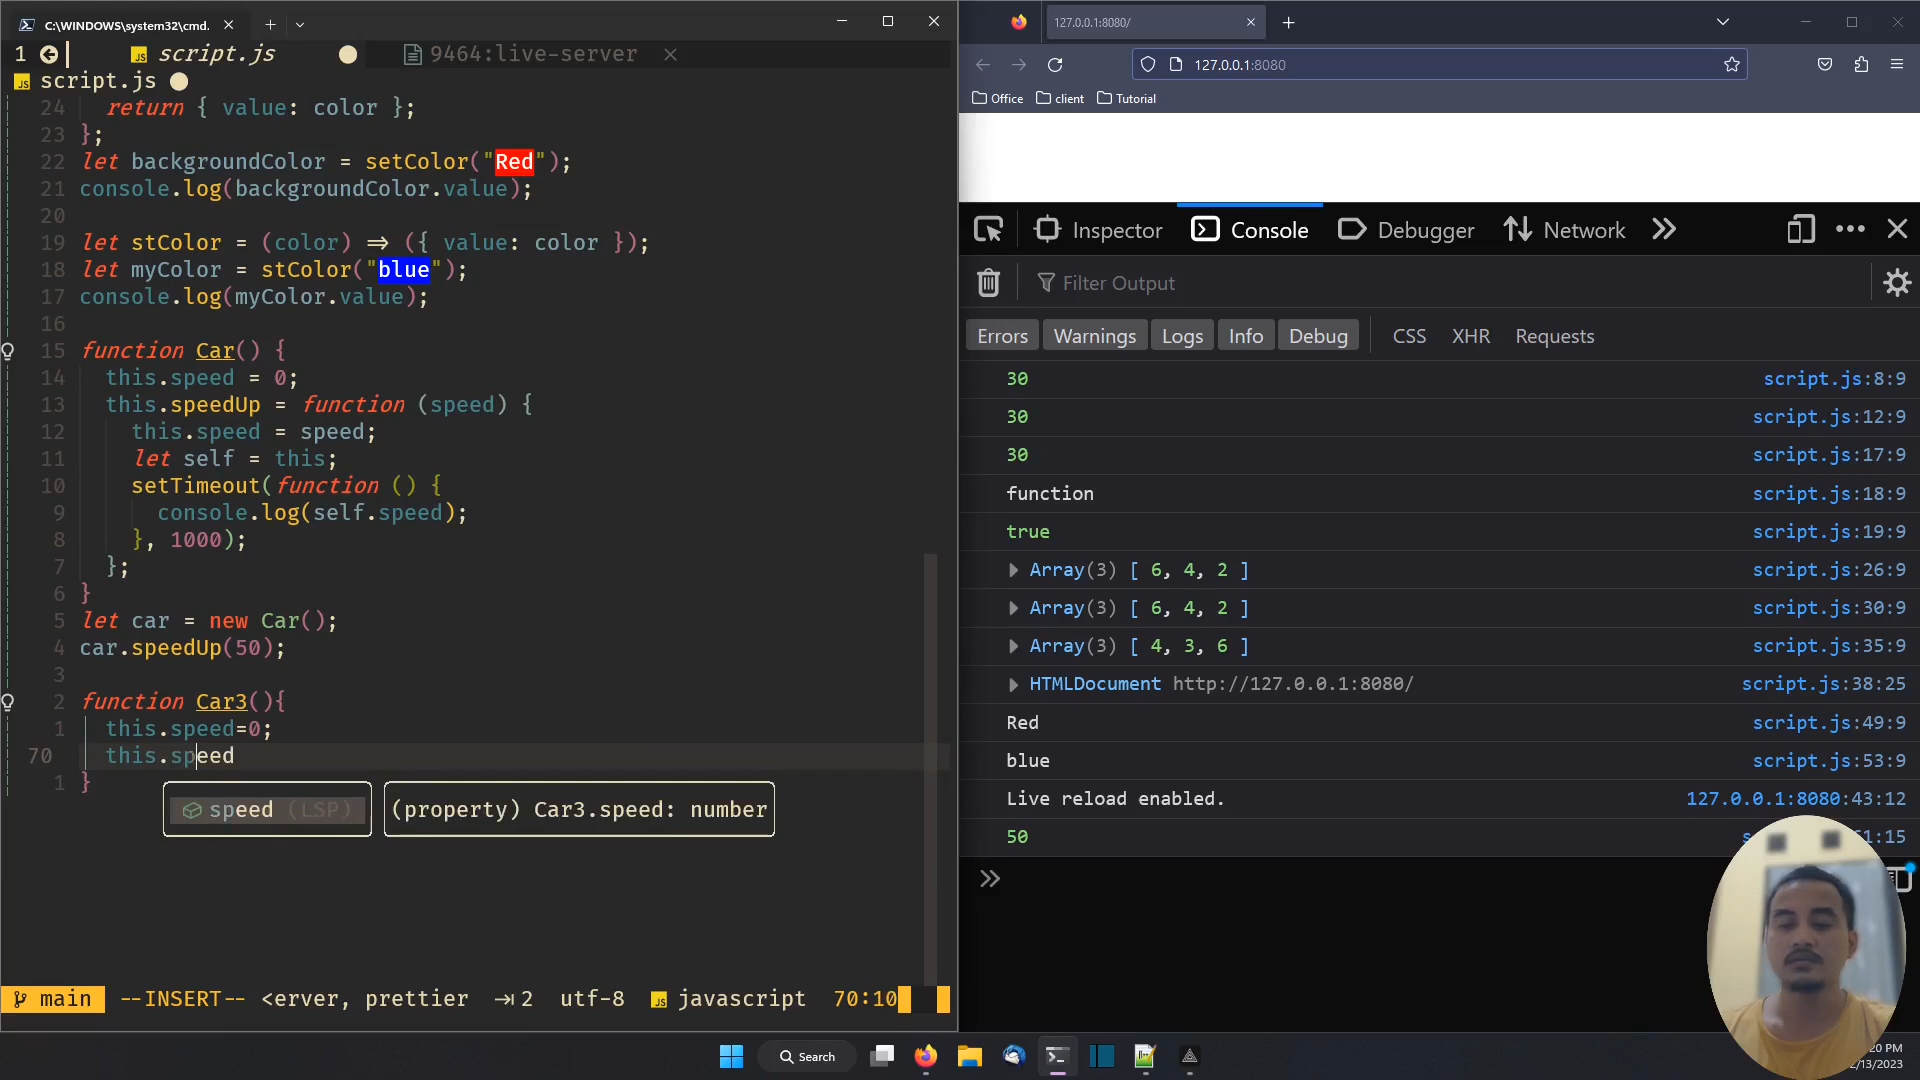 C:\WINDOWS\system32\cmd.
1 script.js 9464:live-server
script.js
24 return { value: color };
23 };
22 let backgroundColor = setColor("Red");
21 console.log(backgroundColor.value);
20
19 let stColor = (color) => ({ value: color });
18 let myColor = stColor("blue");
17 console.log(myColor.value);
16
15 function Car() {
14 this.speed = 0;
13 this.speedUp = function (speed) {
12 this.speed = speed;
11 let self = this;
10 setTimeout(function () {
9 console.log(self.speed);
8 }, 1000);
7 };
6 }
5 let car = new Car();
4 car.speedUp(50);
3
2 function Car3(){
1 this.speed=0;
70 this.speed
1 }
speed (LSP) (property) Car3.speed: number
main --INSERT-- <erver, prettier 2 utf-8 javascript 70:10
127.0.0.1:8080/
127.0.0.1:8080
Office client Tutorial
Inspector Console Debugger Network
Filter Output
Errors Warnings Logs Info Debug CSS XHR Requests
30 script.js:8:9
30 script.js:12:9
30 script.js:17:9
function script.js:18:9
true script.js:19:9
Array(3) [ 6, 4, 2 ] script.js:26:9
Array(3) [ 6, 4, 2 ] script.js:30:9
Array(3) [ 4, 3, 6 ] script.js:35:9
HTMLDocument http://127.0.0.1:8080/ script.js:38:25
Red script.js:49:9
blue script.js:53:9
Live reload enabled. 127.0.0.1:8080:43:12
50
Search
20 PM
/13/2023